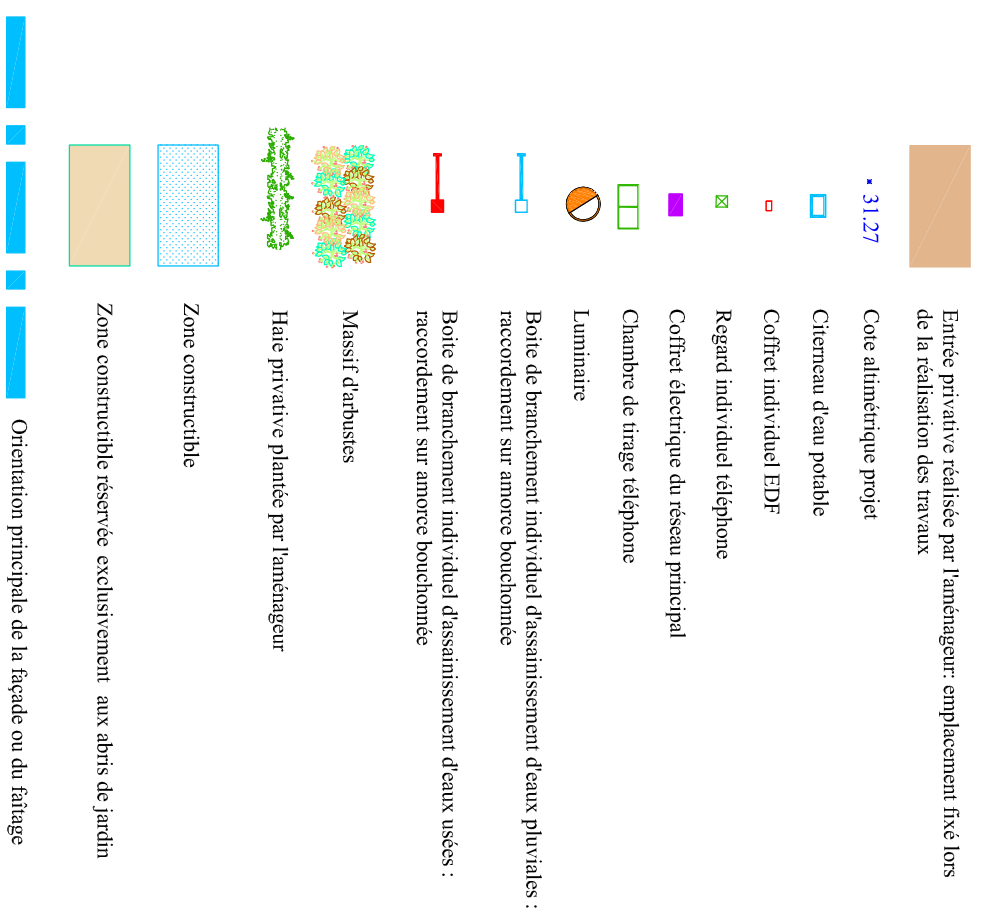 Entrée privative réalisée par l'aménageur: emplacement fixé lors
de la réalisation des travaux
31.27
Cote altimétrique projet
Citerneau d'eau potable
Coffret individuel EDF
Regard individuel téléphone
Coffret électrique du réseau principal
Chambre de tirage téléphone
Luminaire
Boite de branchement individuel d'assainissement d'eaux pluviales :
raccordement sur amorce bouchonnée
Boite de branchement individuel d'assainissement d'eaux usées :
raccordement sur amorce bouchonnée
Massif d'arbustes
Haie privative plantée par l'aménageur
Zone constructible
Zone constructible réservée exclusivement aux abris de jardin
Orientation principale de la façade ou du faîtage